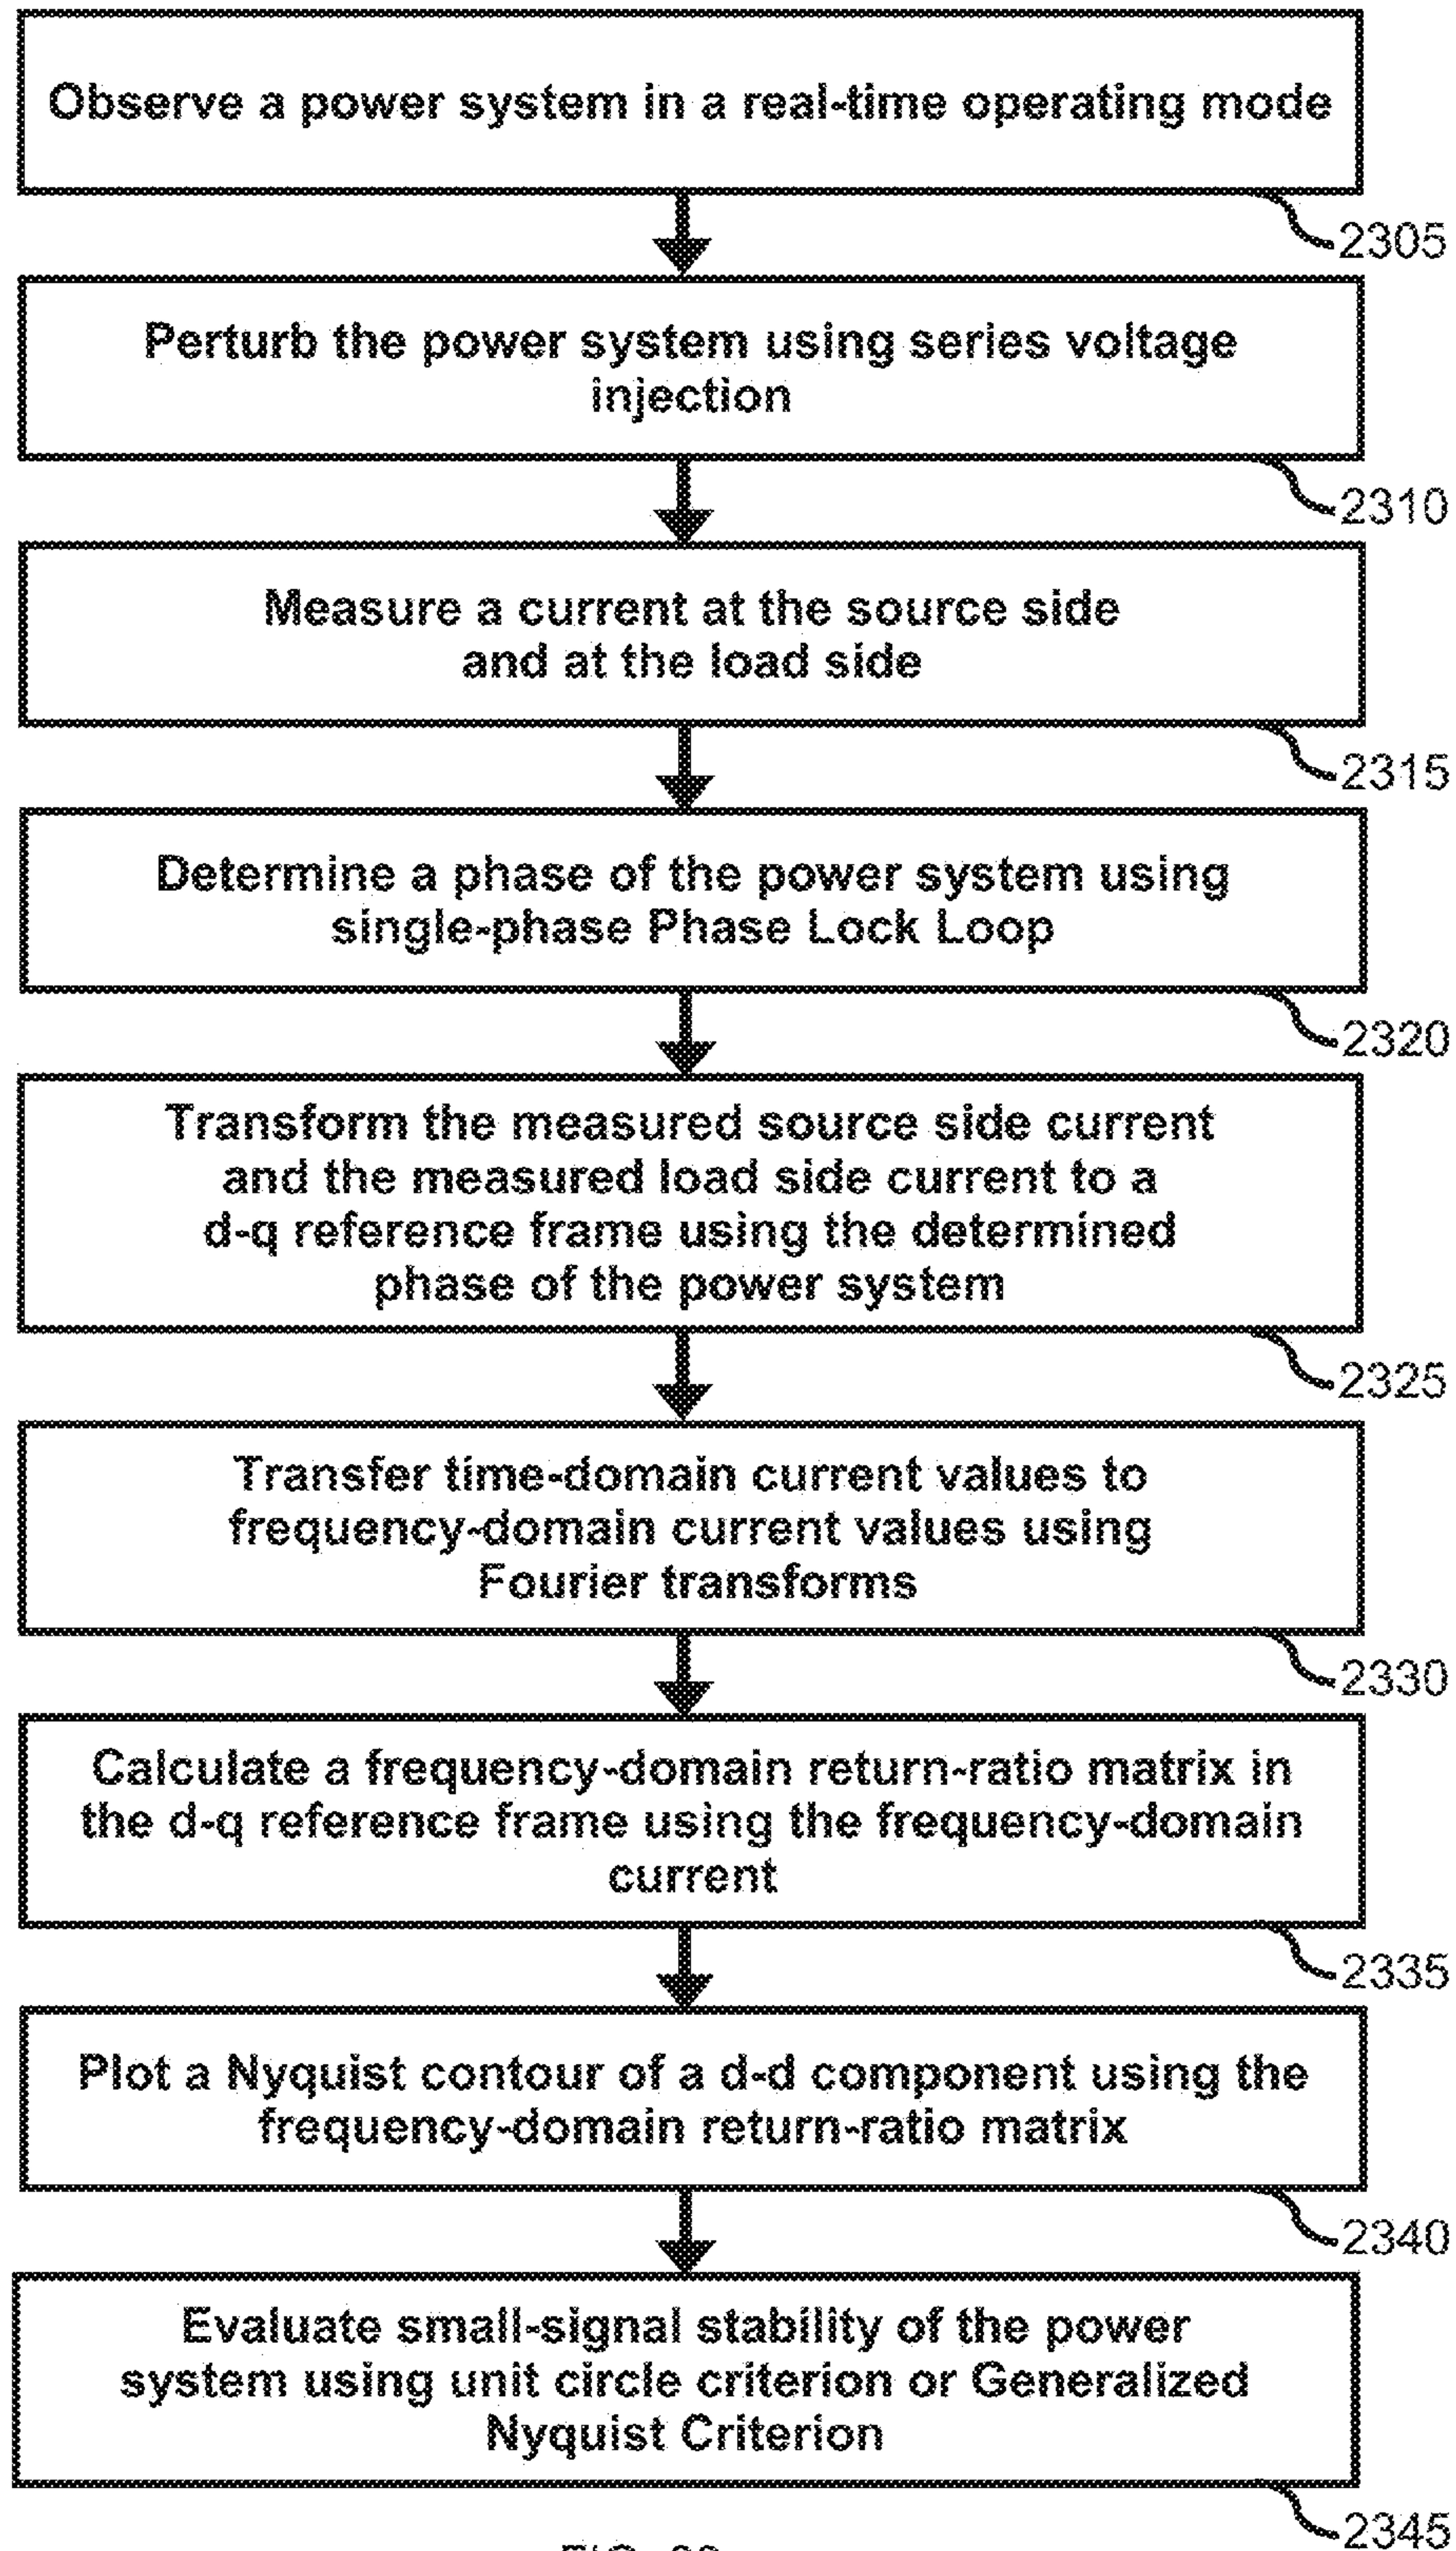 Observe a power system in a real-time operating mode
2305
Perturb the power system using series voltage
injection
2310
Measure a current at the source side
and at the load side
2315
Determine a phase of the power system using
single-phase Phase Lock Loop
2320
Transform the measured source side current
and the measured load side current to a
d-q reference frame using the determined
phase of the power system
2325
Transfer time-domain current values to
frequency-domain current values using
Fourier transforms
2330
Calculate a frequency-domain return-ratio matrix in
the d-q reference frame using the frequency-domain
current
2335
Plot a Nyquist contour of a d-d component using the
frequency-domain return-ratio matrix
2340
Evaluate small-signal stability of the power
system using unit circle criterion or Generalized
Nyquist Criterion
2345